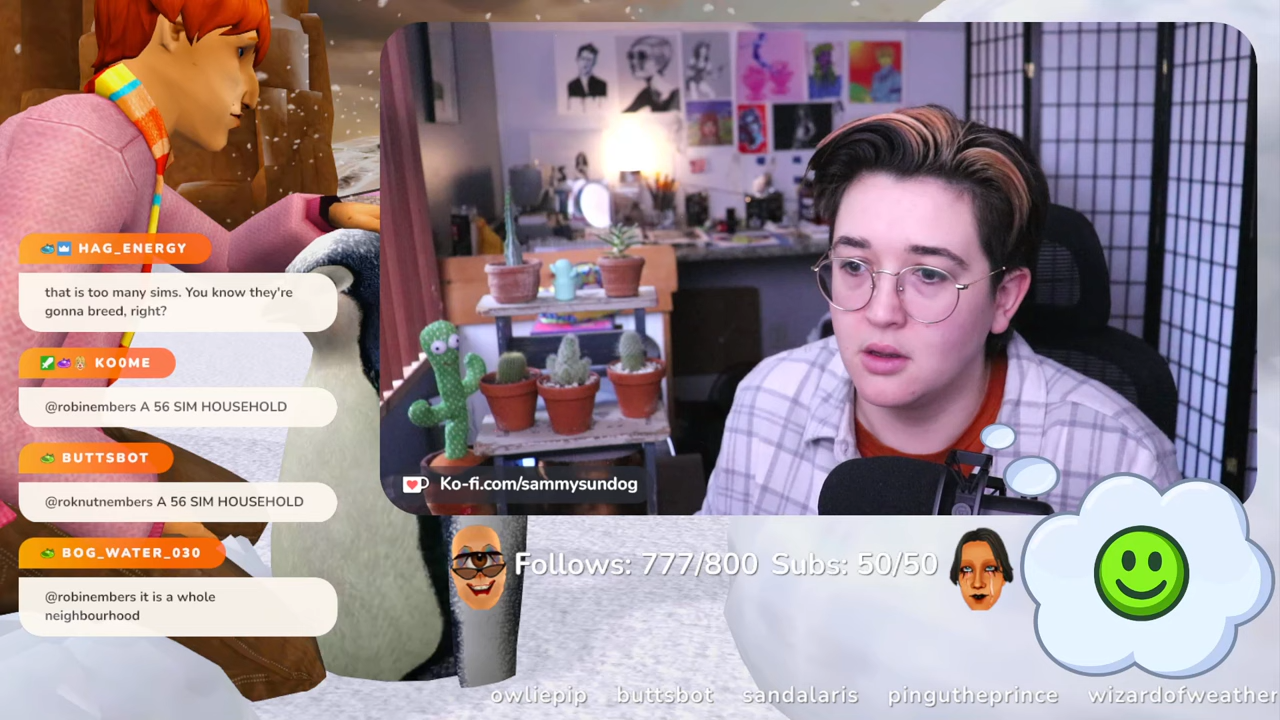 HAG_ENERGY
that is too many sims. You know they're
gonna breed, right?
KO0ME
@robinembers A 56 SIM HOUSEHOLD
BUTTSBOT
@roknutnembers A 56 SIM HOUSEHOLD
BOG_WATER_030
@robinembers it is a whole
neighbourhood
Ko-fi.com/sammysundog
Follows: 777/800 Subs: 50/50
owliepip buttsbot sandalaris pingutheprince wizardofweather